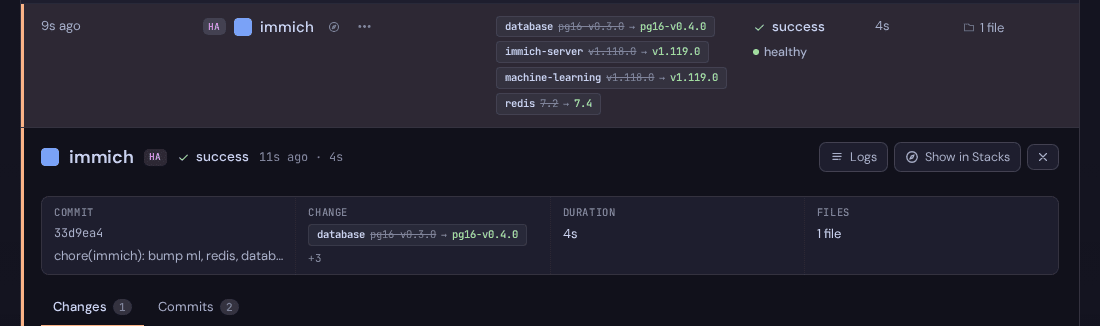 9s ago HA immich ••• database pg16-v0.3.0 → pg16-v0.4.0 success 4s 1 file
immich-server v1.118.0 → v1.119.0 healthy
machine-learning v1.118.0 → v1.119.0
redis 7.2 → 7.4
immich HA success 11s ago · 4s Logs Show in Stacks
COMMIT CHANGE DURATION FILES
33d9ea4 database pg16-v0.3.0 → pg16-v0.4.0 4s 1 file
chore(immich): bump ml, redis, datab... +3
Changes 1 Commits 2